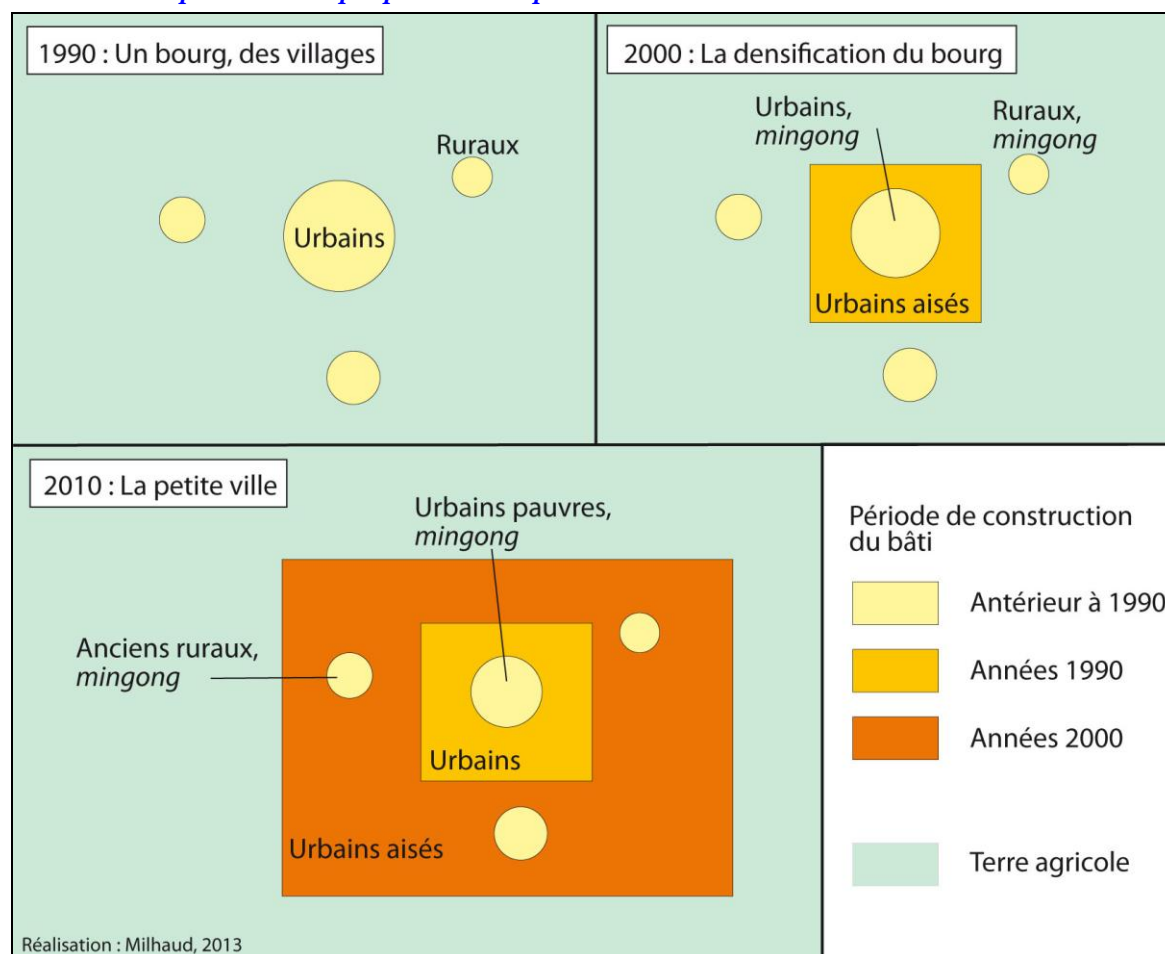 1990 : Un bourg, des villages
Ruraux
Urbains
2000 : La densification du bourg
Urbains,
mingong
Ruraux,
mingong
Urbains aisés
2010 : La petite ville
Urbains pauvres,
mingong
Anciens ruraux,
mingong
Urbains
Urbains aisés
Réalisation : Milhaud, 2013
Période de construction
du bâti
Antérieur à 1990
Années 1990
Années 2000
Terre agricole